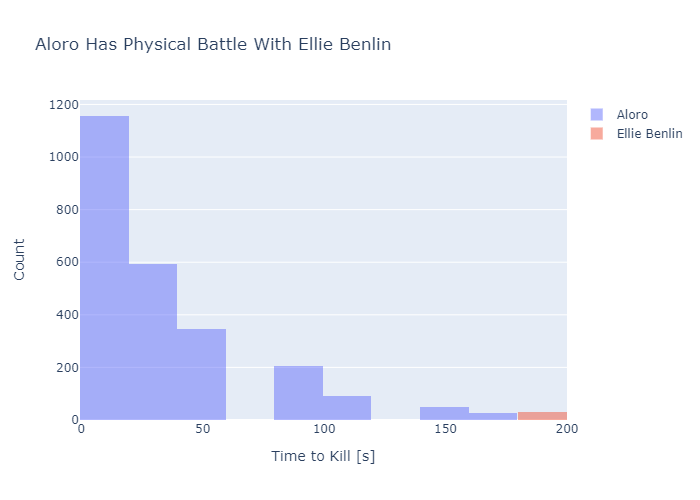 Aloro Has Physical Battle With Ellie Benlin
Aloro
Ellie Benlin
Count
1200
1000
800
600
400
200
0
0 50 100 150 200
Time to Kill [s]